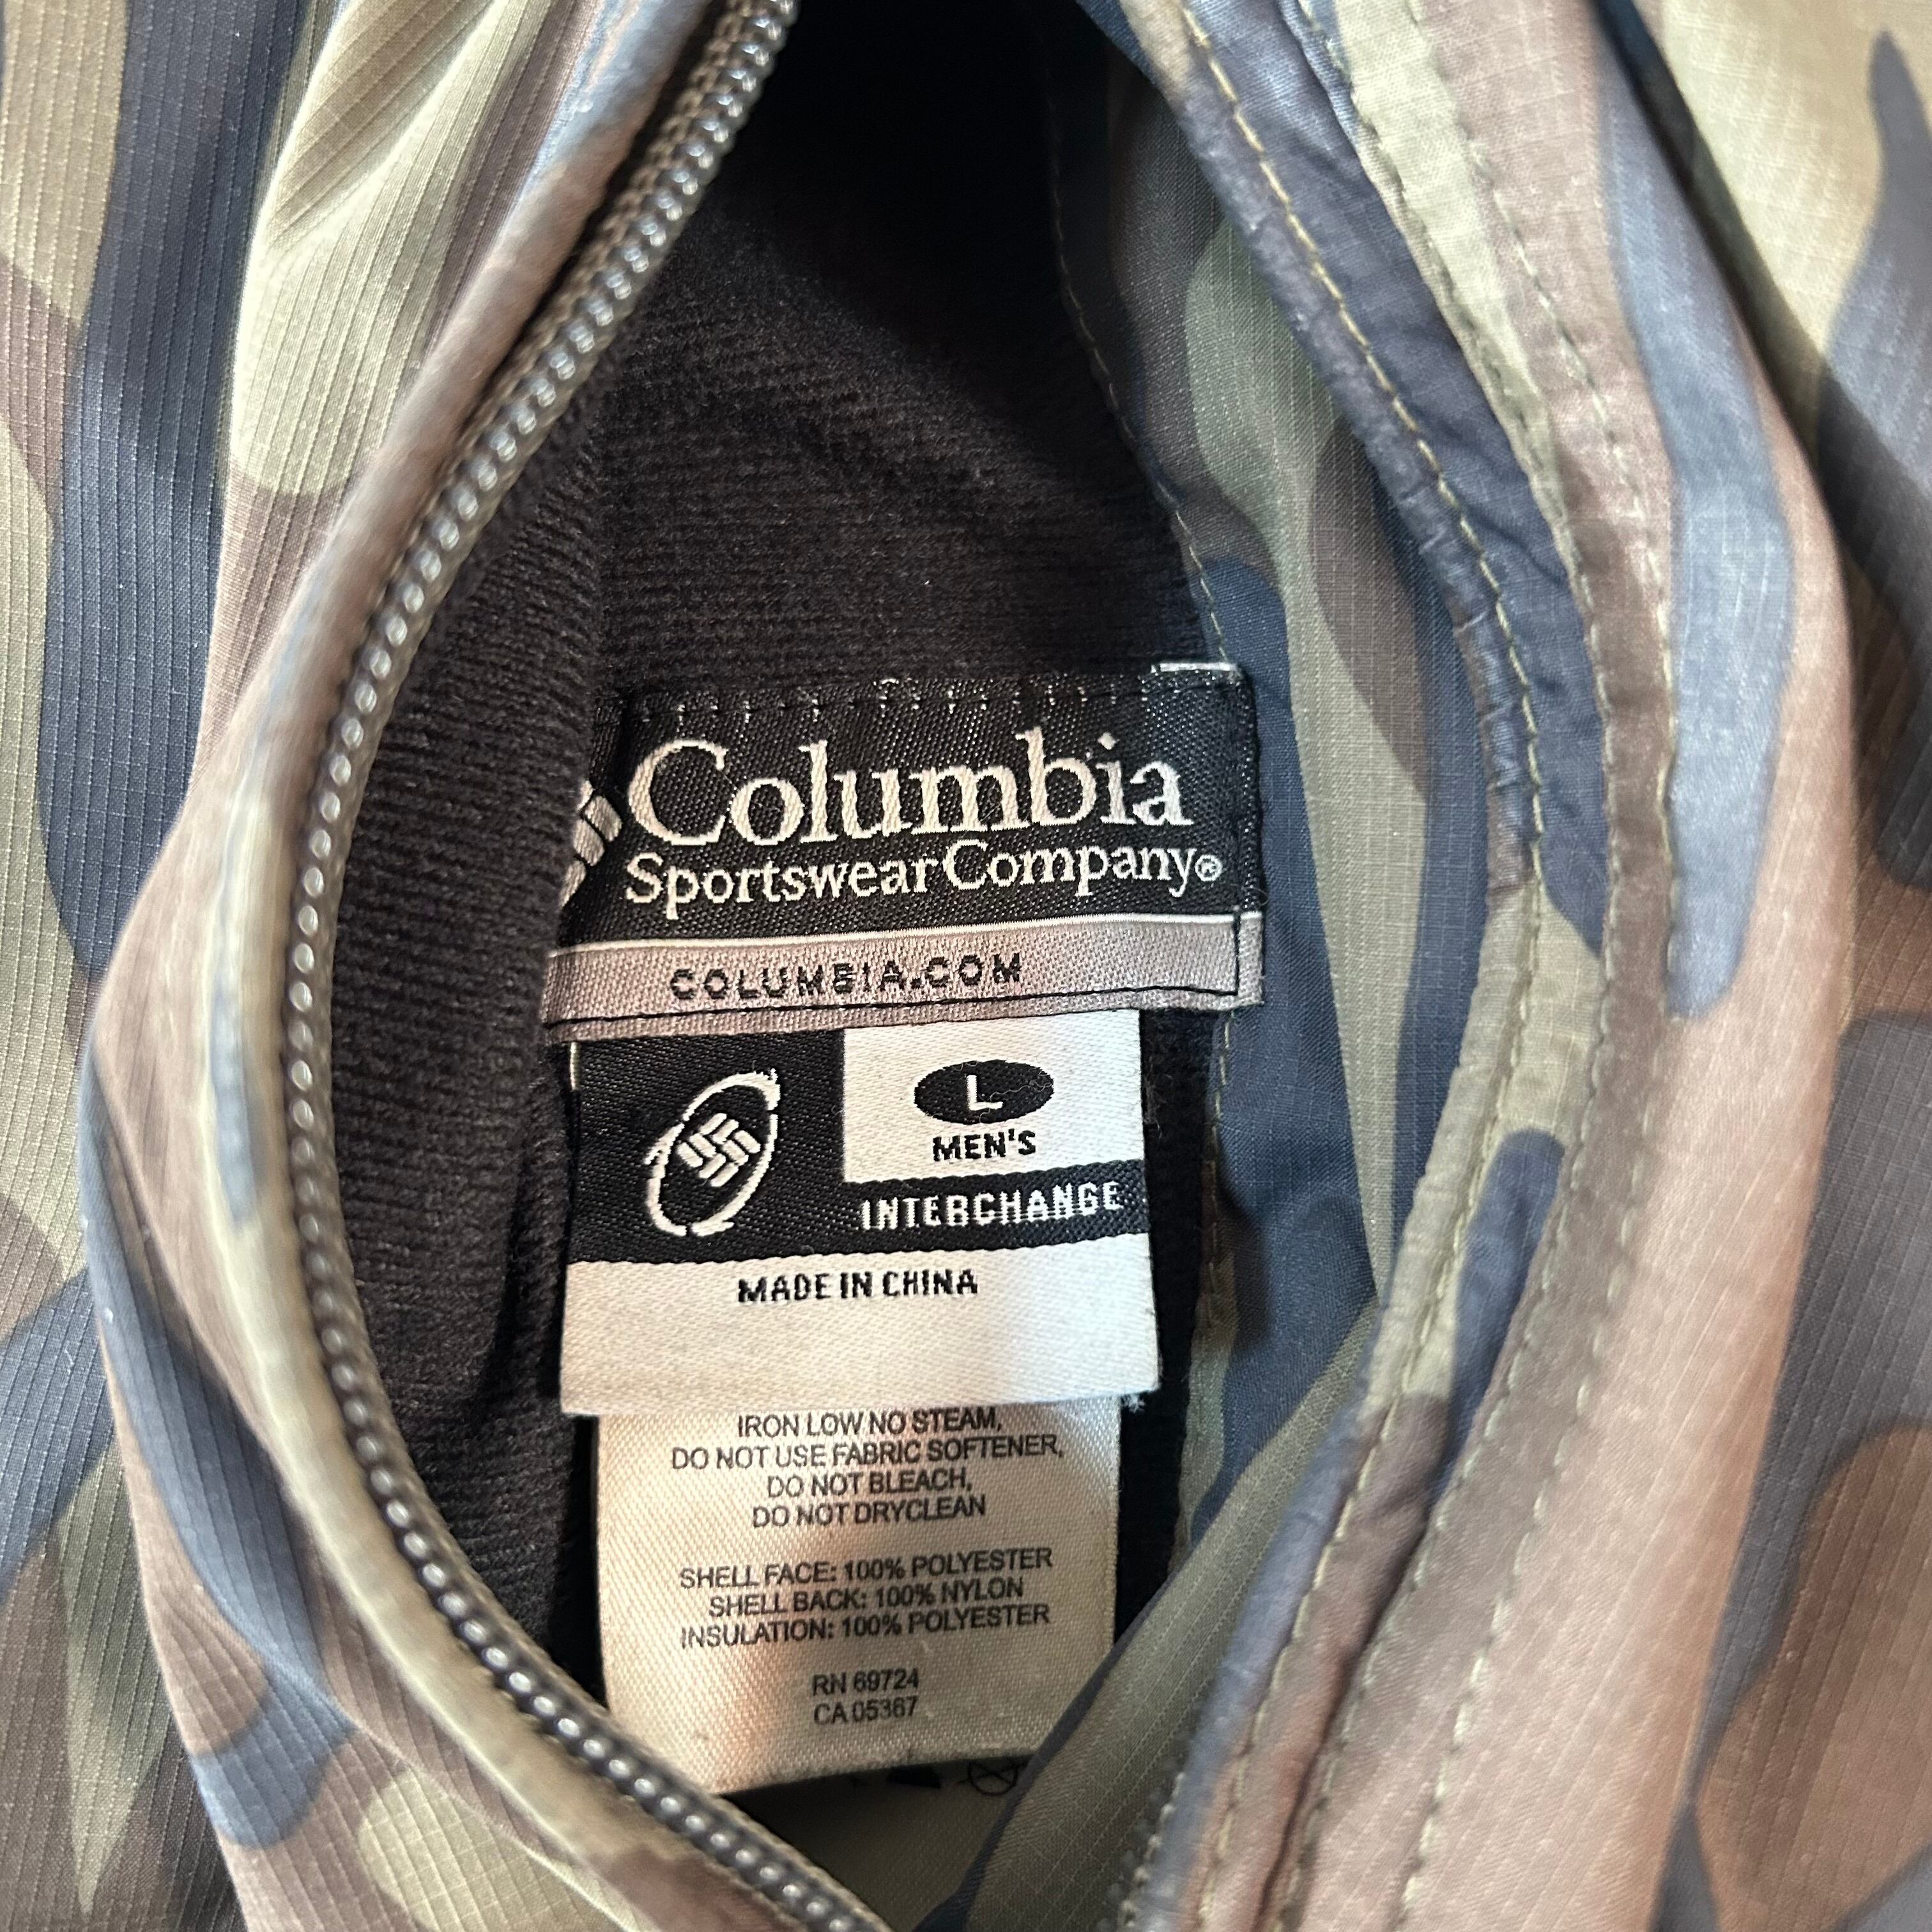 Columbia
Sportswear Company®
COLUMBIA.COM
L
MEN'S
INTERCHANGE
MADE IN CHINA
IRON LOW NO STEAM,
DO NOT USE FABRIC SOFTENER,
DO NOT BLEACH,
DO NOT DRYCLEAN
SHELL FACE: 100% POLYESTER
SHELL BACK: 100% NYLON
INSULATION: 100% POLYESTER
RN 69724
CA 05367